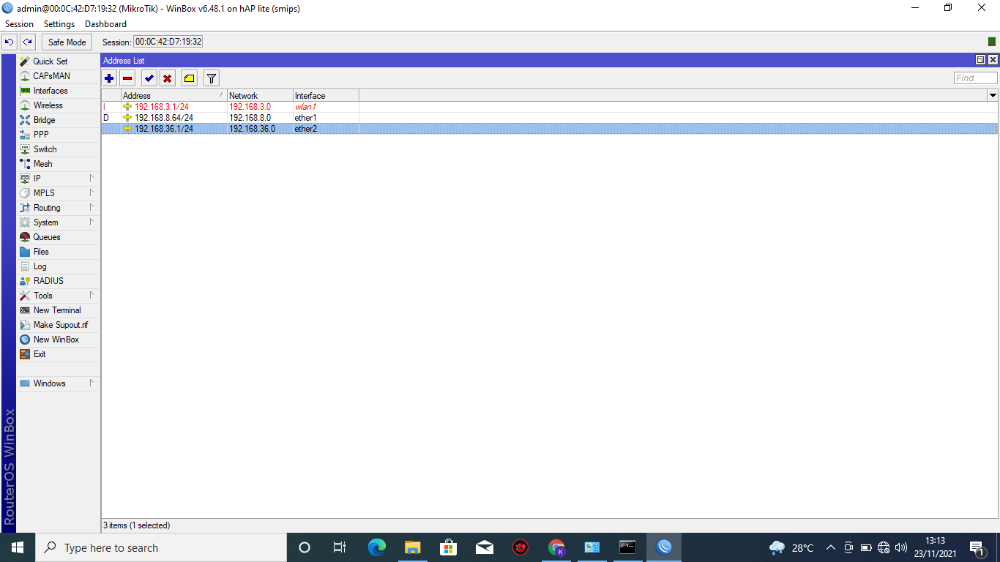 admin@00:0C:42:D7:19:32 (MikroTik) - WinBox v6.48.1 on hAP lite (smips)
Session Settings Dashboard
Safe Mode Session: 00:0C:42:D7:19:32
Quick Set
CAPsMAN
Interfaces
Wireless
Bridge
PPP
Switch
Mesh
255 IP
MPLS
Routing
System
Queues
Files
Log
RADIUS
Tools
New Terminal
Make Supout.rif
New WinBox
Exit
Windows
RouterOS WinBox
Address List
Find
Address Network Interface
I 192.168.3.1/24 192.168.3.0 wlan1
D 192.168.8.64/24 192.168.8.0 ether1
192.168.36.1/24 192.168.36.0 ether2
3 items (1 selected)
Type here to search
K
28°C
13:13
23/11/2021
1